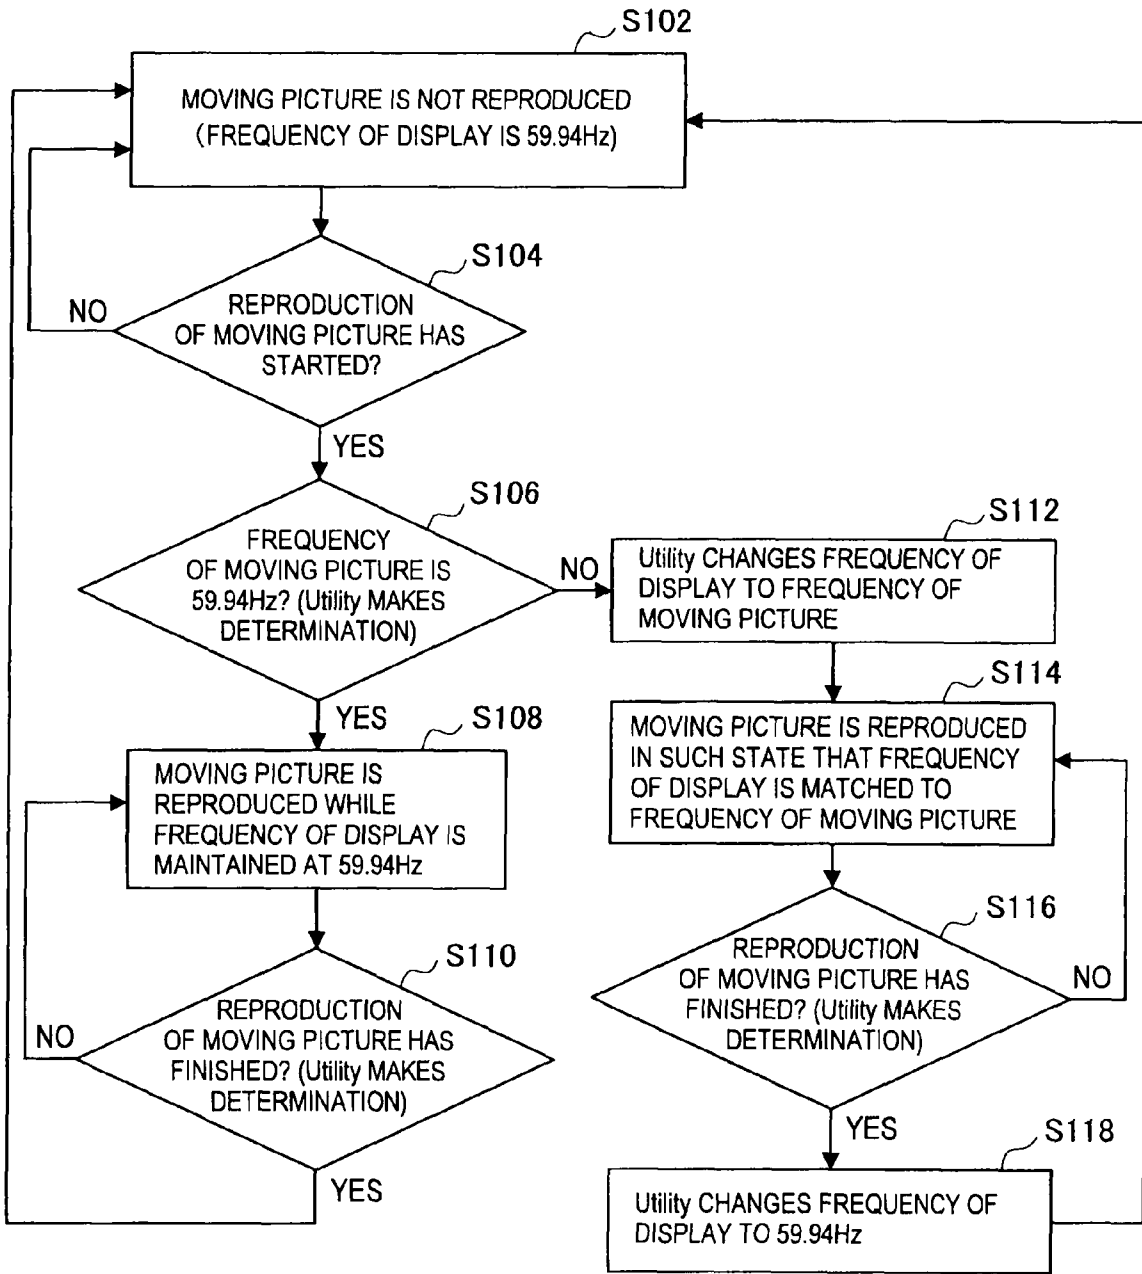 S102
MOVING PICTURE IS NOT REPRODUCED
(FREQUENCY OF DISPLAY IS 59.94Hz)
S104
REPRODUCTION
OF MOVING PICTURE HAS
STARTED?
NO
YES
S106
FREQUENCY
OF MOVING PICTURE IS
59.94Hz? (Utility MAKES
DETERMINATION)
NO
YES
S108
MOVING PICTURE IS
REPRODUCED WHILE
FREQUENCY OF DISPLAY IS
MAINTAINED AT 59.94Hz
S110
REPRODUCTION
OF MOVING PICTURE HAS
FINISHED? (Utility MAKES
DETERMINATION)
NO
YES
S112
Utility CHANGES FREQUENCY OF
DISPLAY TO FREQUENCY OF
MOVING PICTURE
S114
MOVING PICTURE IS REPRODUCED
IN SUCH STATE THAT FREQUENCY
OF DISPLAY IS MATCHED TO
FREQUENCY OF MOVING PICTURE
S116
REPRODUCTION
OF MOVING PICTURE HAS
FINISHED? (Utility MAKES
DETERMINATION)
NO
YES
S118
Utility CHANGES FREQUENCY OF
DISPLAY TO 59.94Hz